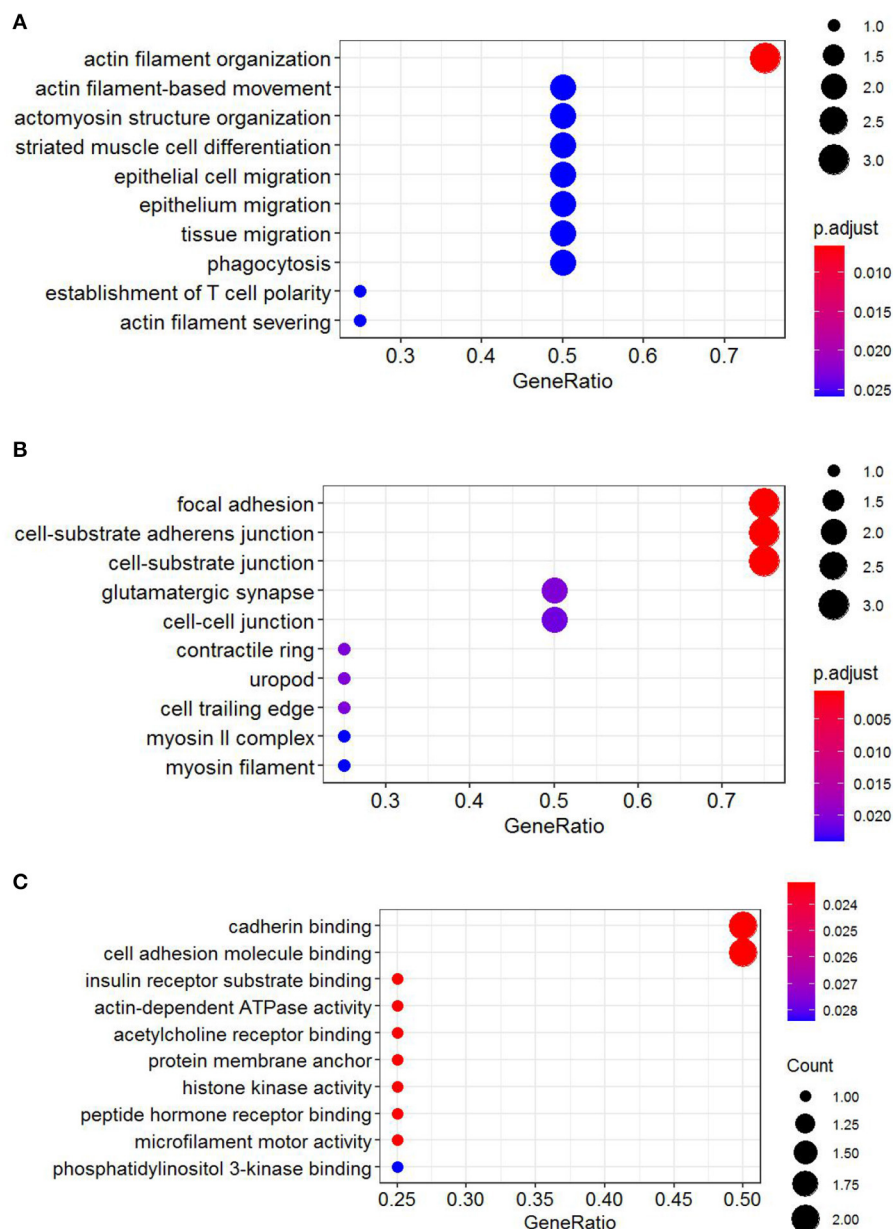 A
actin filament organization
actin filament-based movement
actomyosin structure organization
striated muscle cell differentiation
epithelial cell migration
epithelium migration
tissue migration
phagocytosis
establishment of T cell polarity
actin filament severing
0.3 0.4 0.5 0.6 0.7
GeneRatio
1.0
1.5
2.0
2.5
3.0
p.adjust
0.010
0.015
0.020
0.025
B
focal adhesion
cell-substrate adherens junction
cell-substrate junction
glutamatergic synapse
cell-cell junction
contractile ring
uropod
cell trailing edge
myosin II complex
myosin filament
0.3 0.4 0.5 0.6 0.7
GeneRatio
1.0
1.5
2.0
2.5
3.0
p.adjust
0.005
0.010
0.015
0.020
C
cadherin binding
cell adhesion molecule binding
insulin receptor substrate binding
actin-dependent ATPase activity
acetylcholine receptor binding
protein membrane anchor
histone kinase activity
peptide hormone receptor binding
microfilament motor activity
phosphatidylinositol 3-kinase binding
0.25 0.30 0.35 0.40 0.45 0.50
GeneRatio
0.024
0.026
0.027
0.028
Count
1.00
1.25
1.50
1.75
2.00